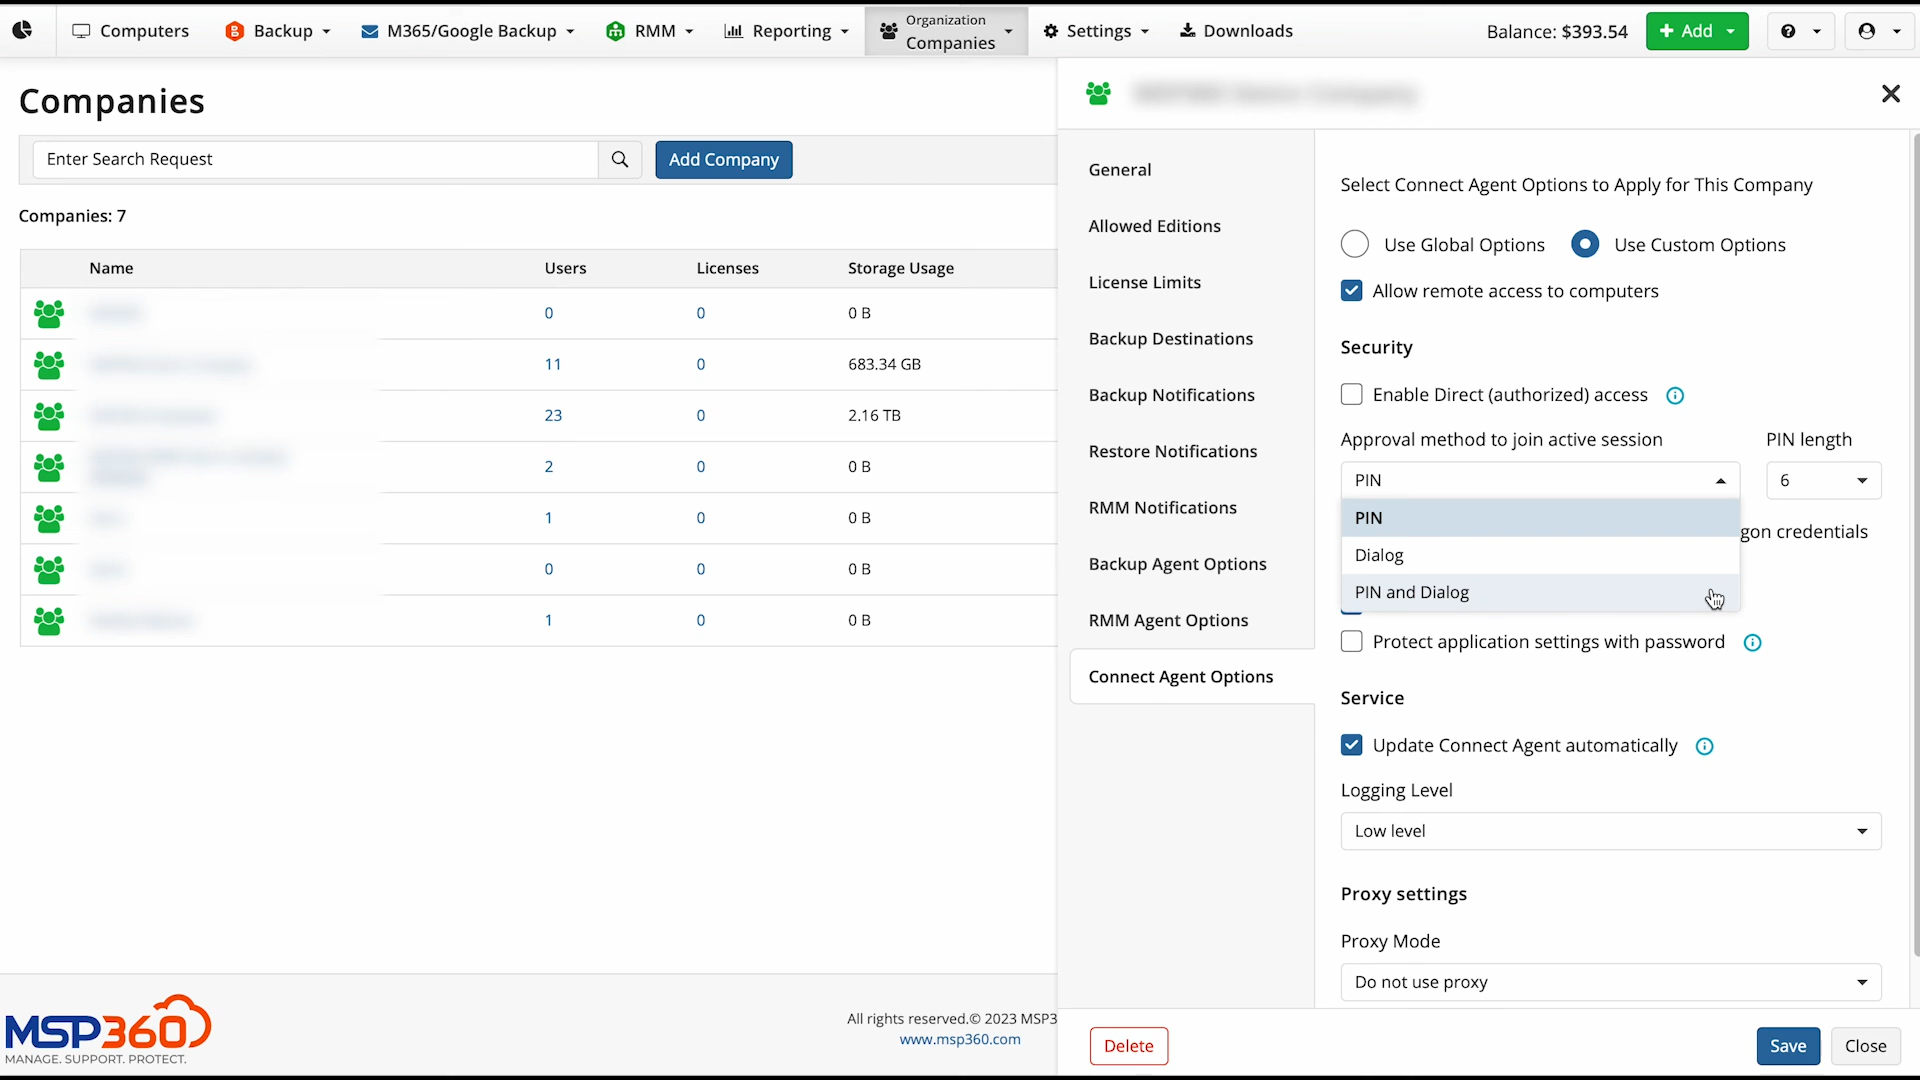 Computers
Backup
M365/Google Backup
RMM
Reporting
Organization
Companies
Settings
Downloads
Balance: $393.54
+ Add
Companies
Enter Search Request
Add Company
Companies: 7
Name Users Licenses Storage Usage
0 0 0 B
11 0 683.34 GB
23 0 2.16 TB
2 0 0 B
1 0 0 B
0 0 0 B
1 0 0 B
MSP360
MANAGE. SUPPORT. PROTECT.
All rights reserved.© 2023 MSP3
www.msp360.com
General
Allowed Editions
License Limits
Backup Destinations
Backup Notifications
Restore Notifications
RMM Notifications
Backup Agent Options
RMM Agent Options
Connect Agent Options
Select Connect Agent Options to Apply for This Company
Use Global Options Use Custom Options
Allow remote access to computers
Security
Enable Direct (authorized) access
Approval method to join active session PIN length
PIN 6
PIN
gon credentials
Dialog
PIN and Dialog
Protect application settings with password
Service
Update Connect Agent automatically
Logging Level
Low level
Proxy settings
Proxy Mode
Do not use proxy
Delete
Save
Close